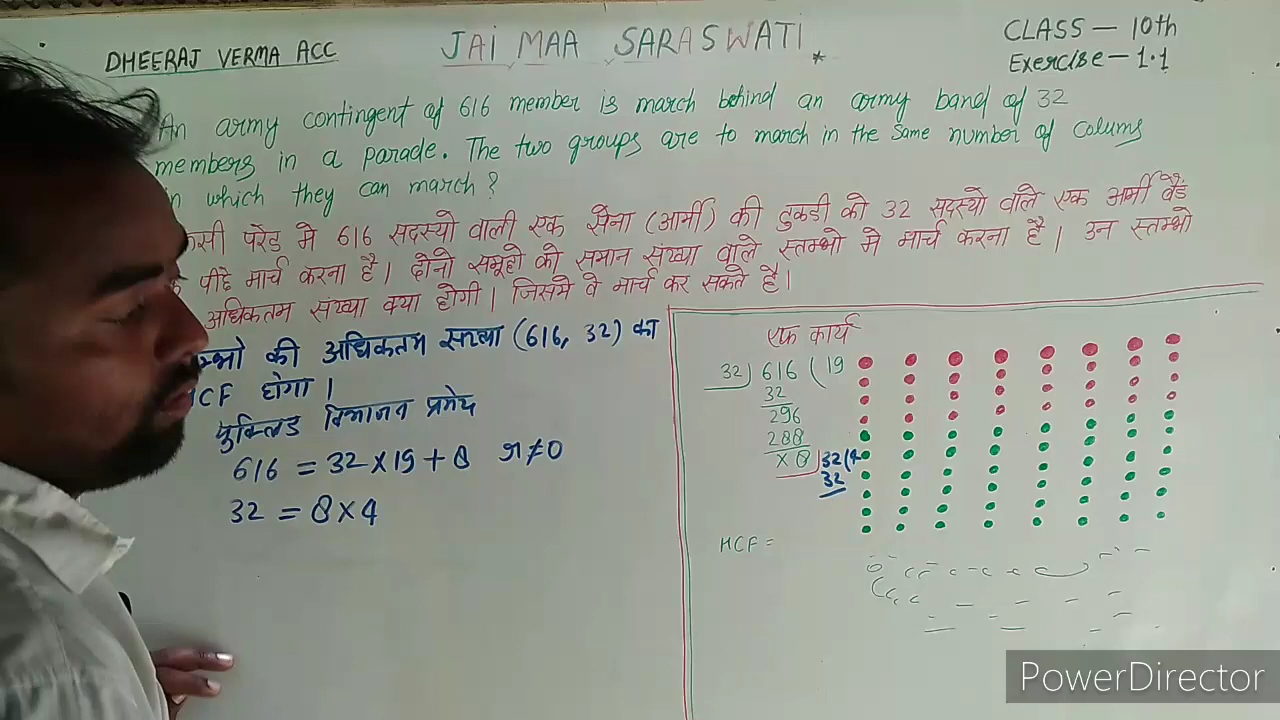 DHEERAJ VERMA ACC
JAI MAA SARASWATI
CLASS — 10th
Exercise — 1.1
An army contingent of 616 member is march behind an army band of 32
members in a parade. The two groups are to march in the same number of colums
which they can march?
परेड मे 616 सदस्यो वाली एक सेना (आर्मी) की टुकडी को 32 सदस्यो वाले एक आर्मी बैंड
पीछे मार्च करना है। दोनो समूहो को समान संख्या वाले स्तम्भो मे मार्च करना है। उन स्तम्भो
अधिकतम संख्या क्या होगी। जिसमे वे मार्च कर सकते है।
की अधिकतम संख्या (616, 32) का
HCF होगा।
युक्लिड विभाजन प्रमेय
616 = 32 × 19 + 8 r ≠ 0
32 = 8 × 4
रफ कार्य
32) 616 ( 19
32
296
288
× 8) 32 (4
32
HCF =
PowerDirector